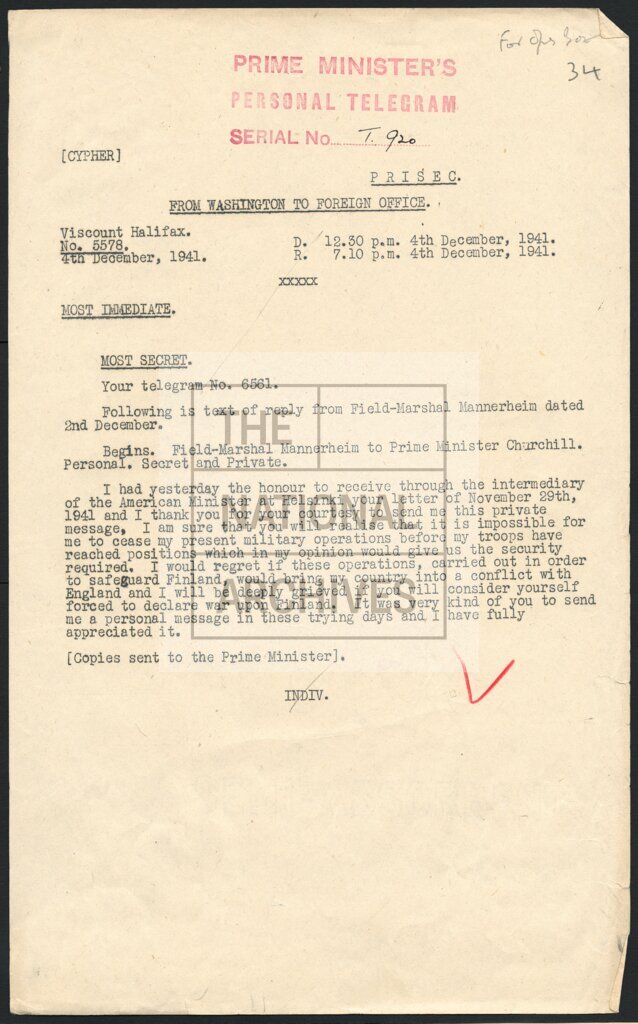 For Ops Box
34
PRIME MINISTER'S
PERSONAL TELEGRAM
SERIAL No. T. 920
[CYPHER]
PRISEC.
FROM WASHINGTON TO FOREIGN OFFICE.
Viscount Halifax.
No. 5578. D. 12.30 p.m. 4th December, 1941.
4th December, 1941. R. 7.10 p.m. 4th December, 1941.
xxxxx
MOST IMMEDIATE.
MOST SECRET.
Your telegram No. 6561.
Following is text of reply from Field-Marshal Mannerheim dated
2nd December.
Begins. Field-Marshal Mannerheim to Prime Minister Churchill.
Personal. Secret and Private.
I had yesterday the honour to receive through the intermediary
of the American Minister at Helsinki your letter of November 29th,
1941 and I thank you for your courtesy to send me this private
message. I am sure that you will realise that it is impossible for
me to cease my present military operations before my troops have
reached positions which in my opinion would give us the security
required. I would regret if these operations, carried out in order
to safeguard Finland, would bring my country into a conflict with
England and I will be deeply grieved if you will consider yourself
forced to declare war upon Finland. It was very kind of you to send
me a personal message in these trying days and I have fully
appreciated it.
[Copies sent to the Prime Minister].
INDIV.
THE
NATIONAL
ARCHIVES